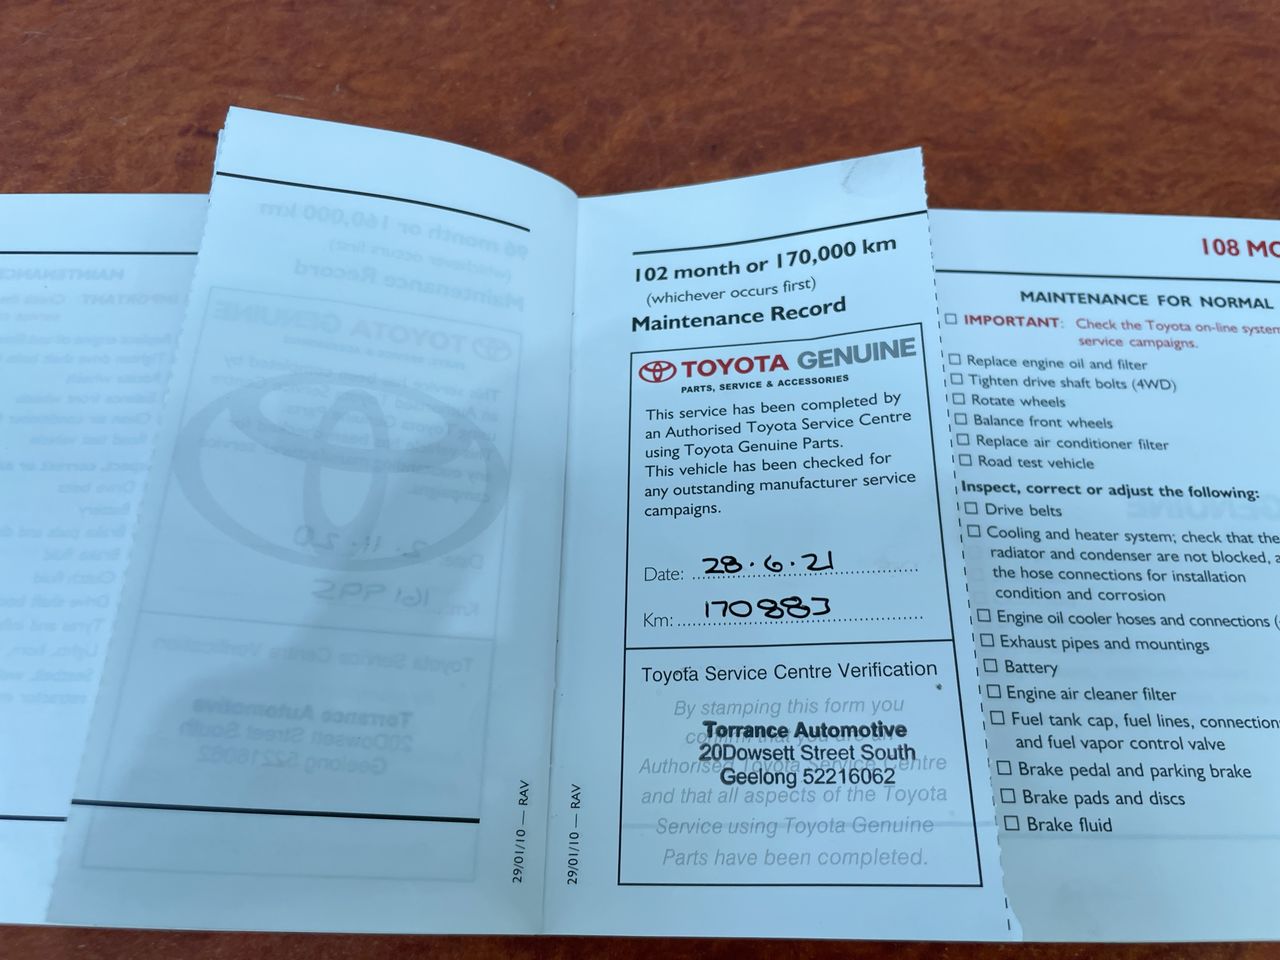 102 month or 170,000 km
(whichever occurs first)
Maintenance Record
TOYOTA GENUINE
PARTS, SERVICE & ACCESSORIES
This service has been completed by
an Authorised Toyota Service Centre
using Toyota Genuine Parts.
This vehicle has been checked for
any outstanding manufacturer service
campaigns.
Date: 28.6.21
Km: 170883
Toyota Service Centre Verification
By stamping this form you
confirm that you are an
Authorised Toyota Service Centre
and that all aspects of the Toyota
Service using Toyota Genuine
Parts have been completed.
Torrance Automotive
20Dowsett Street South
Geelong 52216062
29/01/10 — RAV
29/01/10 — RAV
108 MO
MAINTENANCE FOR NORMAL
IMPORTANT: Check the Toyota on-line system
service campaigns.
Replace engine oil and filter
Tighten drive shaft bolts (4WD)
Rotate wheels
Balance front wheels
Replace air conditioner filter
Road test vehicle
Inspect, correct or adjust the following:
Drive belts
Cooling and heater system; check that the
radiator and condenser are not blocked, a
the hose connections for installation
condition and corrosion
Engine oil cooler hoses and connections (
Exhaust pipes and mountings
Battery
Engine air cleaner filter
Fuel tank cap, fuel lines, connection
and fuel vapor control valve
Brake pedal and parking brake
Brake pads and discs
Brake fluid